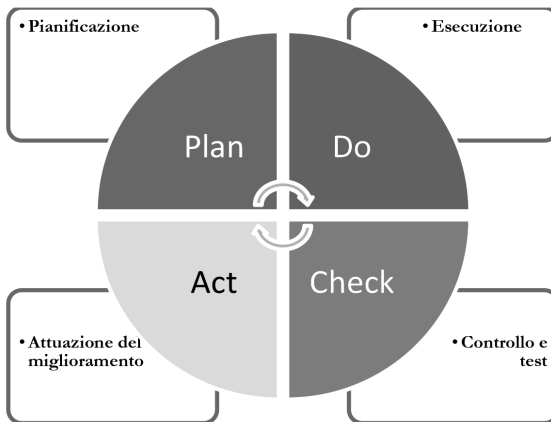 • Pianificazione
• Esecuzione
Plan
Do
Act
Check
• Attuazione del
miglioramento
• Controllo e
test